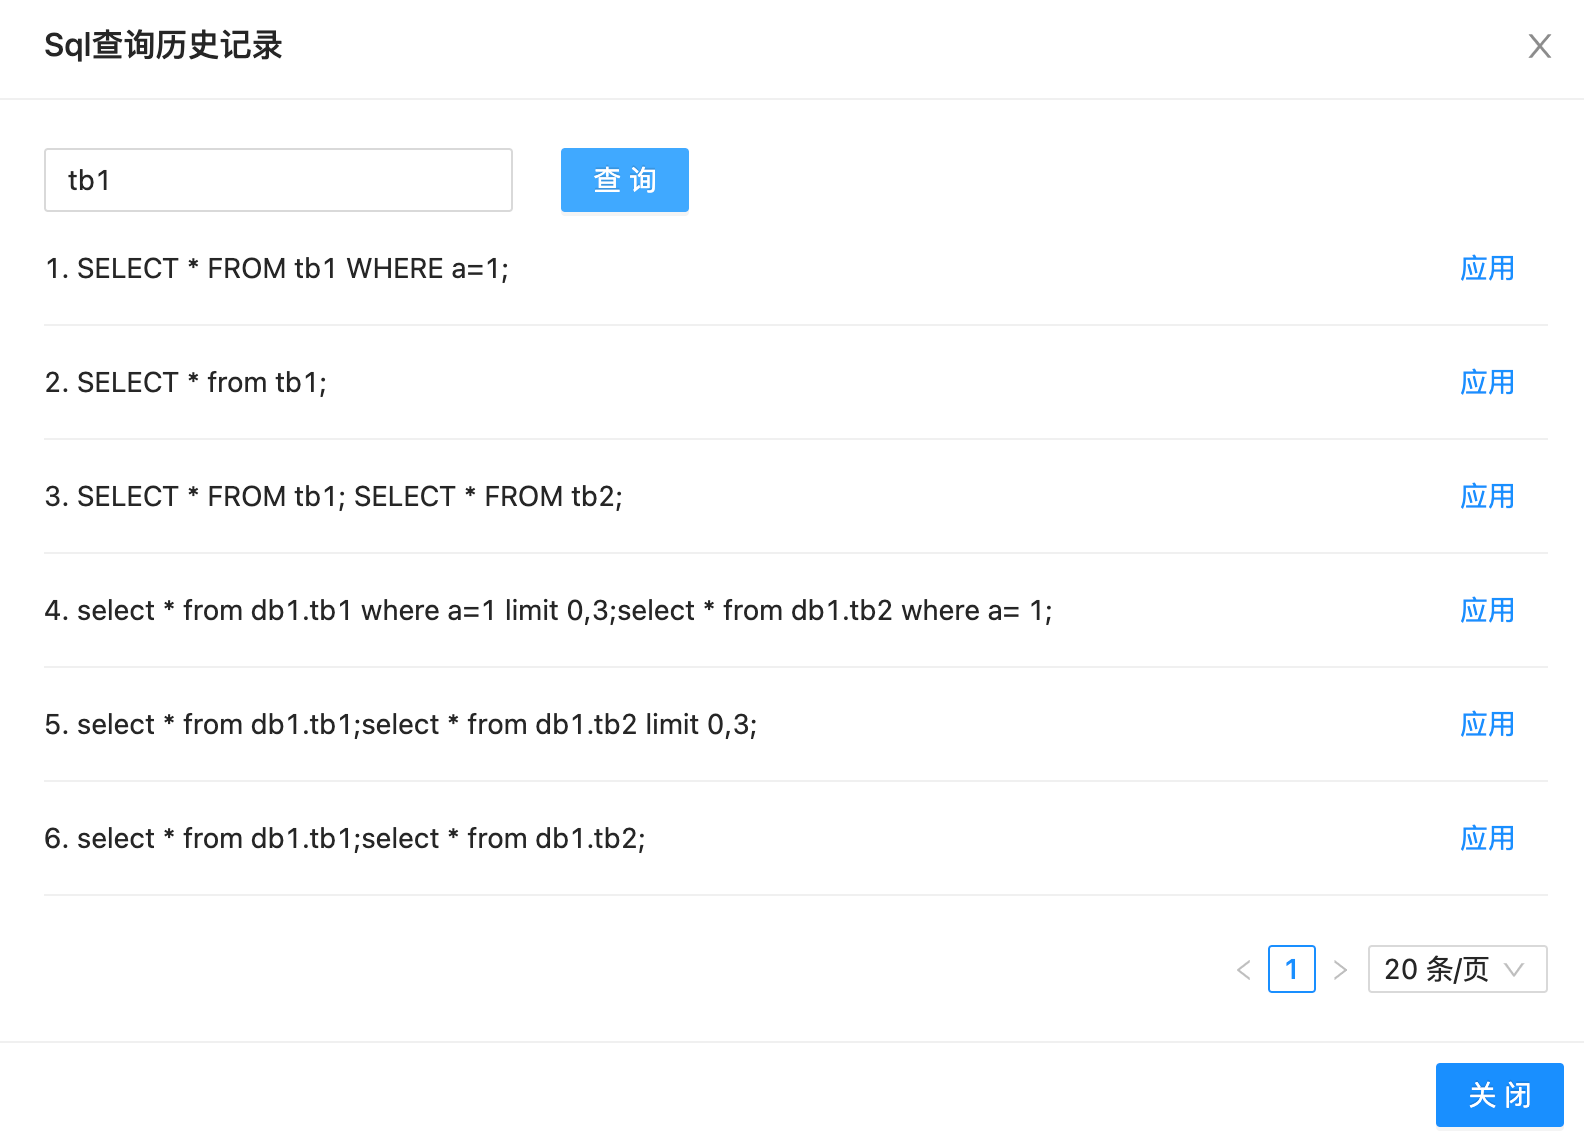 Sql查询历史记录
tb1
查 询
1. SELECT * FROM tb1 WHERE a=1;
应用
2. SELECT * from tb1;
应用
3. SELECT * FROM tb1; SELECT * FROM tb2;
应用
4. select * from db1.tb1 where a=1 limit 0,3;select * from db1.tb2 where a= 1;
应用
5. select * from db1.tb1;select * from db1.tb2 limit 0,3;
应用
6. select * from db1.tb1;select * from db1.tb2;
应用
1
20 条/页
关 闭